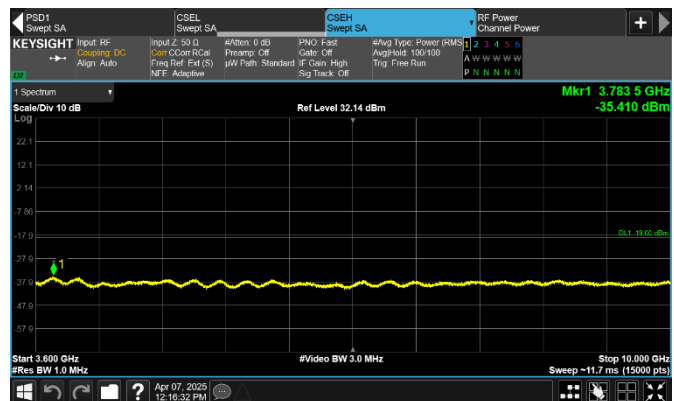 PSD1
Swept SA
CSEL
Swept SA
CSEH
Swept SA
RF Power
Channel Power
KEYSIGHT
Input: RF
Coupling: DC
Align: Auto
Input Z: 50 Ω
Corr CCorr RCal
Freq Ref: Ext (S)
NFE: Adaptive
#Atten: 0 dB
Preamp: Off
µW Path: Standard
PNO: Fast
Gate: Off
IF Gain: High
Sig Track: Off
#Avg Type: Power (RMS
Avg|Hold: 100/100
Trig: Free Run
1 2 3 4 5 6
A W W W W W
P N N N N N
LXI
1 Spectrum
Mkr1 3.783 5 GHz
Scale/Div 10 dB
Ref Level 32.14 dBm
-35.410 dBm
Log
22.1
12.1
2.14
-7.86
-17.9
DL1 -19.00 dBm
-27.9
1
-37.9
-47.9
-57.9
Start 3.600 GHz
#Video BW 3.0 MHz
Stop 10.000 GHz
#Res BW 1.0 MHz
Sweep ~11.7 ms (15000 pts)
Apr 07, 2025
12:16:32 PM